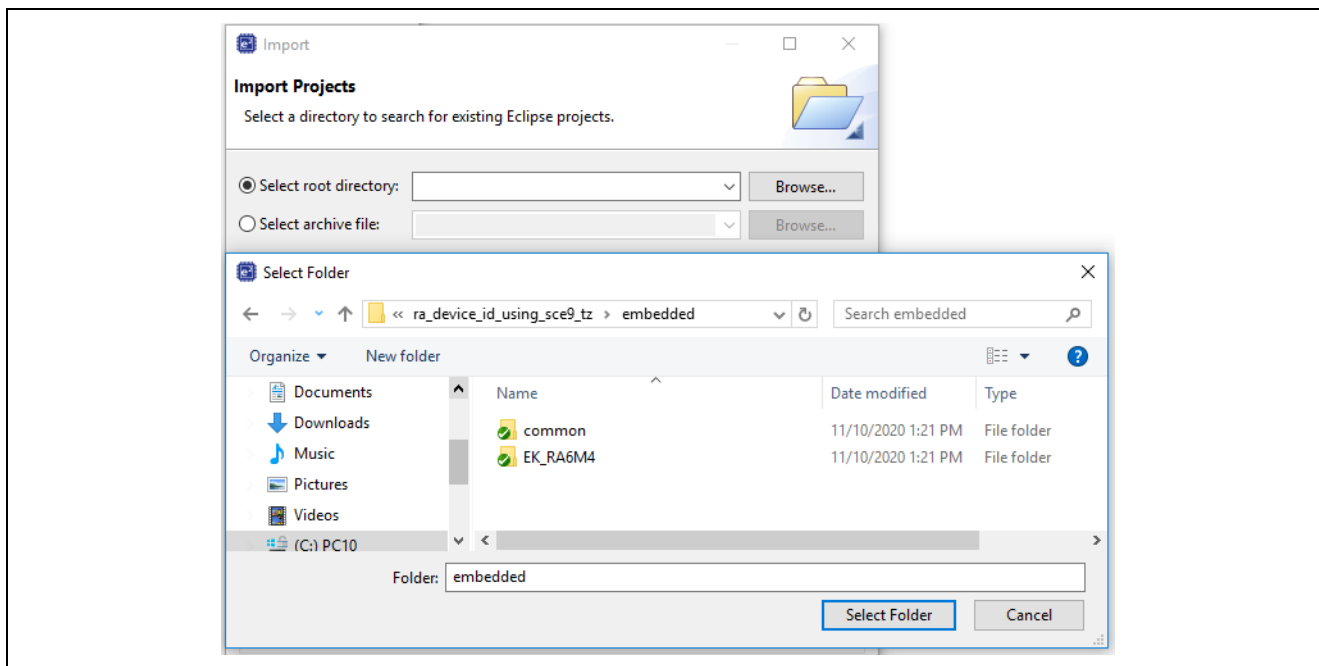 Import
Import Projects
Select a directory to search for existing Eclipse projects.
Select root directory:
Browse...
Select archive file:
Browse...
Select Folder
« ra_device_id_using_sce9_tz › embedded
Search embedded
Organize
New folder
Documents
Name
Date modified
Type
Downloads
common
11/10/2020 1:21 PM
File folder
Music
EK_RA6M4
11/10/2020 1:21 PM
File folder
Pictures
Videos
(C:) PC10
Folder:
embedded
Select Folder
Cancel